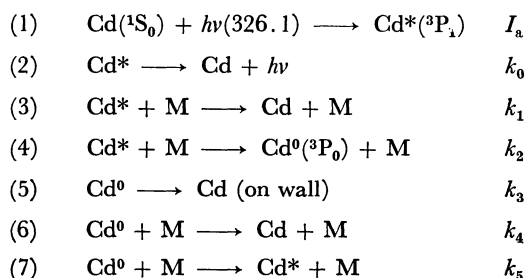 (1) Cd(¹S₀) + hν(326.1) ⟶ Cd*(³P₁) Iₐ
(2) Cd* ⟶ Cd + hν k₀
(3) Cd* + M ⟶ Cd + M k₁
(4) Cd* + M ⟶ Cd⁰(³P₀) + M k₂
(5) Cd⁰ ⟶ Cd (on wall) k₃
(6) Cd⁰ + M ⟶ Cd + M k₄
(7) Cd⁰ + M ⟶ Cd* + M k₅